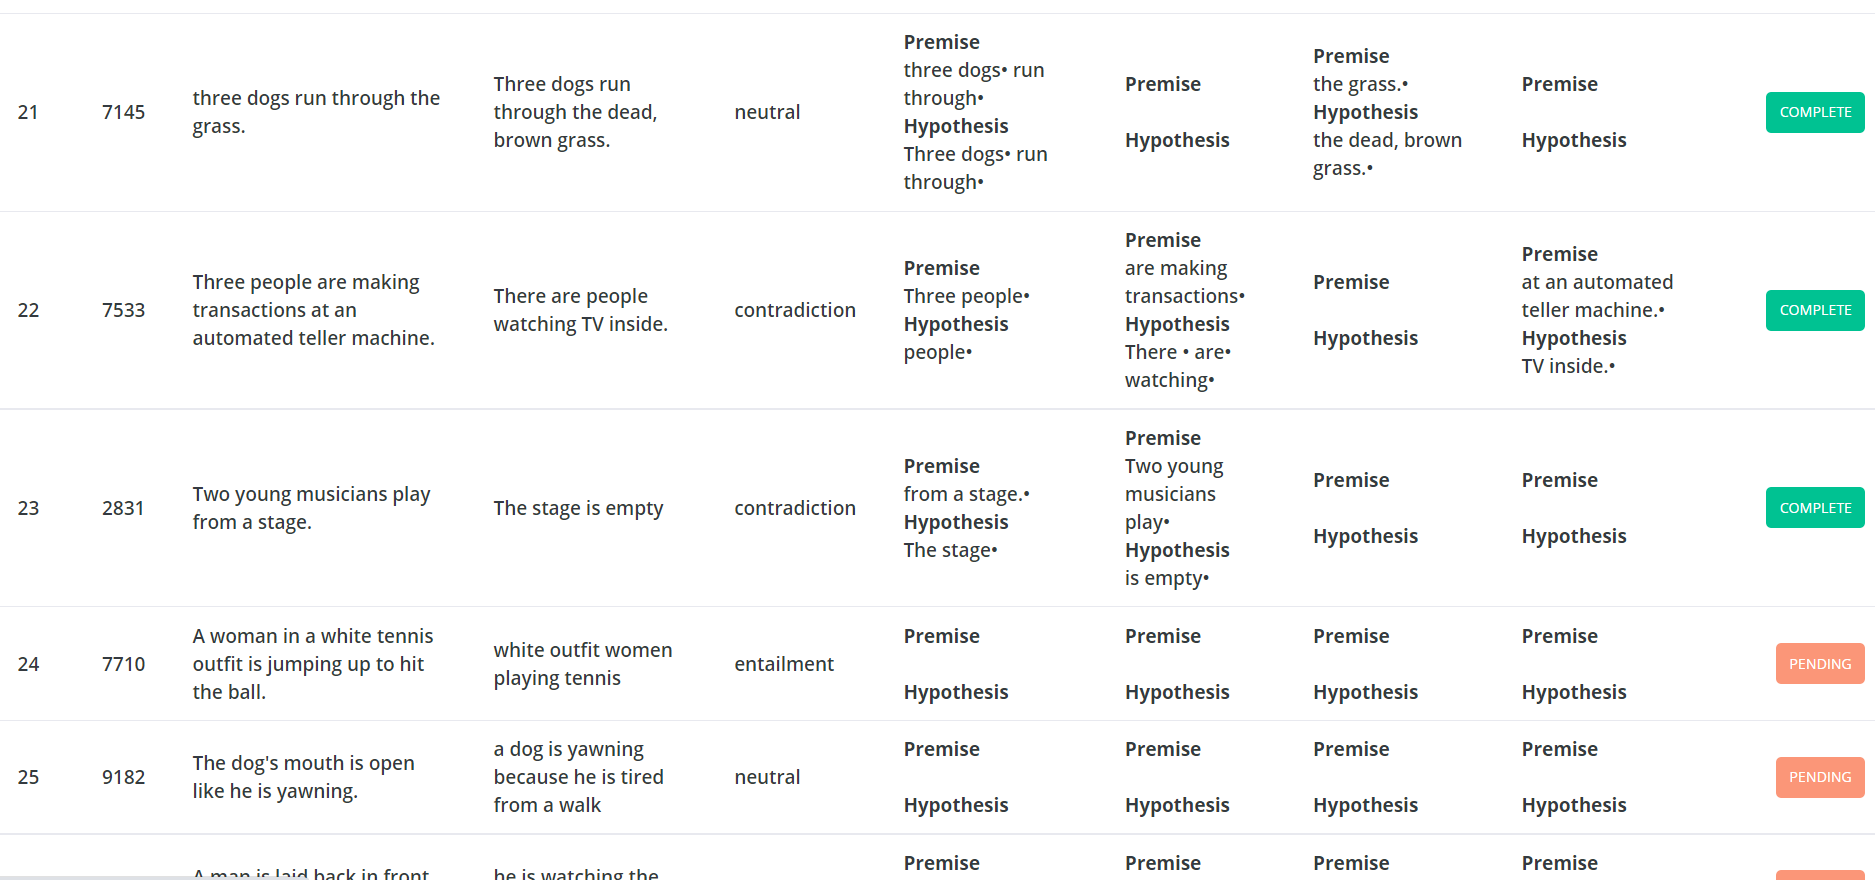 21
7145
three dogs run through the
grass.
Three dogs run
through the dead,
brown grass.
neutral
Premise
three dogs• run
through•
Hypothesis
Three dogs• run
through•
Premise
Hypothesis
Premise
the grass.•
Hypothesis
the dead, brown
grass.•
Premise
Hypothesis
COMPLETE
22
7533
Three people are making
transactions at an
automated teller machine.
There are people
watching TV inside.
contradiction
Premise
Three people•
Hypothesis
people•
Premise
are making
transactions•
Hypothesis
There • are•
watching•
Premise
Hypothesis
Premise
at an automated
teller machine.•
Hypothesis
TV inside.•
COMPLETE
23
2831
Two young musicians play
from a stage.
The stage is empty
contradiction
Premise
from a stage.•
Hypothesis
The stage•
Premise
Two young
musicians
play•
Hypothesis
is empty•
Premise
Hypothesis
Premise
Hypothesis
COMPLETE
24
7710
A woman in a white tennis
outfit is jumping up to hit
the ball.
white outfit women
playing tennis
entailment
Premise
Hypothesis
Premise
Hypothesis
Premise
Hypothesis
Premise
Hypothesis
PENDING
25
9182
The dog's mouth is open
like he is yawning.
a dog is yawning
because he is tired
from a walk
neutral
Premise
Hypothesis
Premise
Hypothesis
Premise
Hypothesis
Premise
Hypothesis
PENDING
A man is laid back in front
he is watching the
Premise
Premise
Premise
Premise